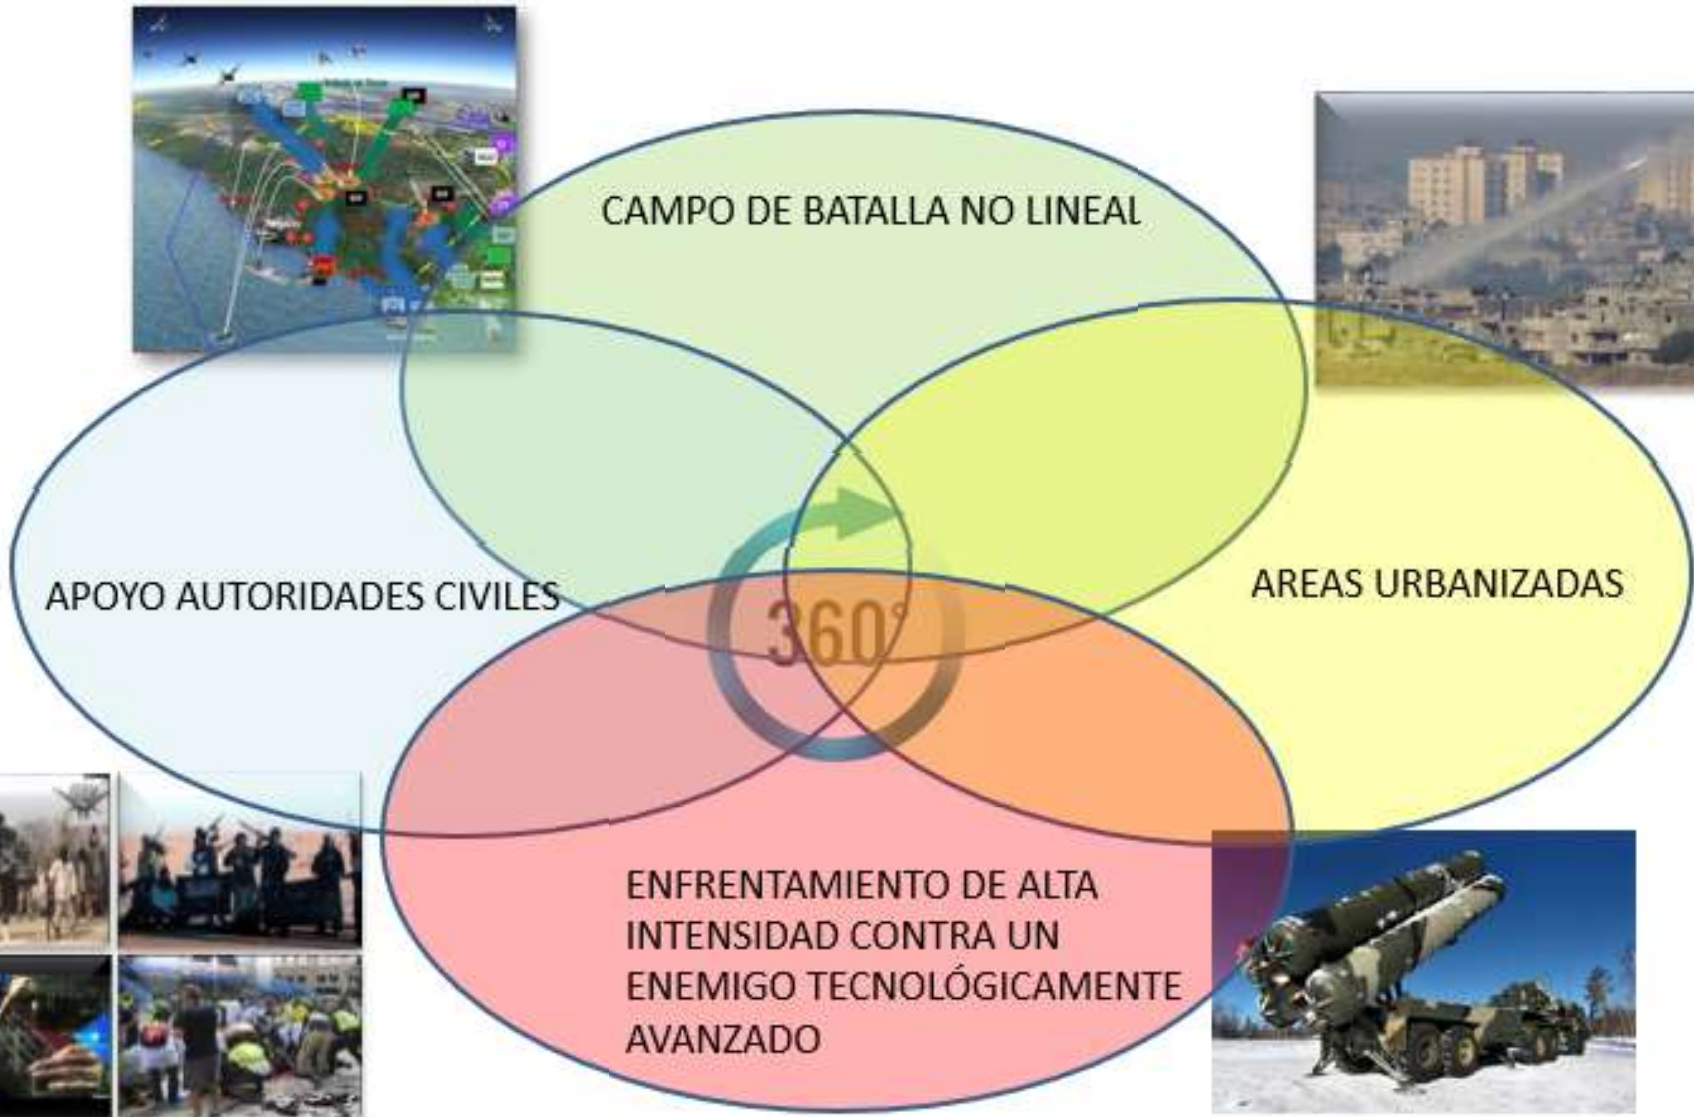 CAMPO DE BATALLA NO LINEAL
APOYO AUTORIDADES CIVILES
AREAS URBANIZADAS
360°
ENFRENTAMIENTO DE ALTA
INTENSIDAD CONTRA UN
ENEMIGO TECNOLÓGICAMENTE
AVANZADO